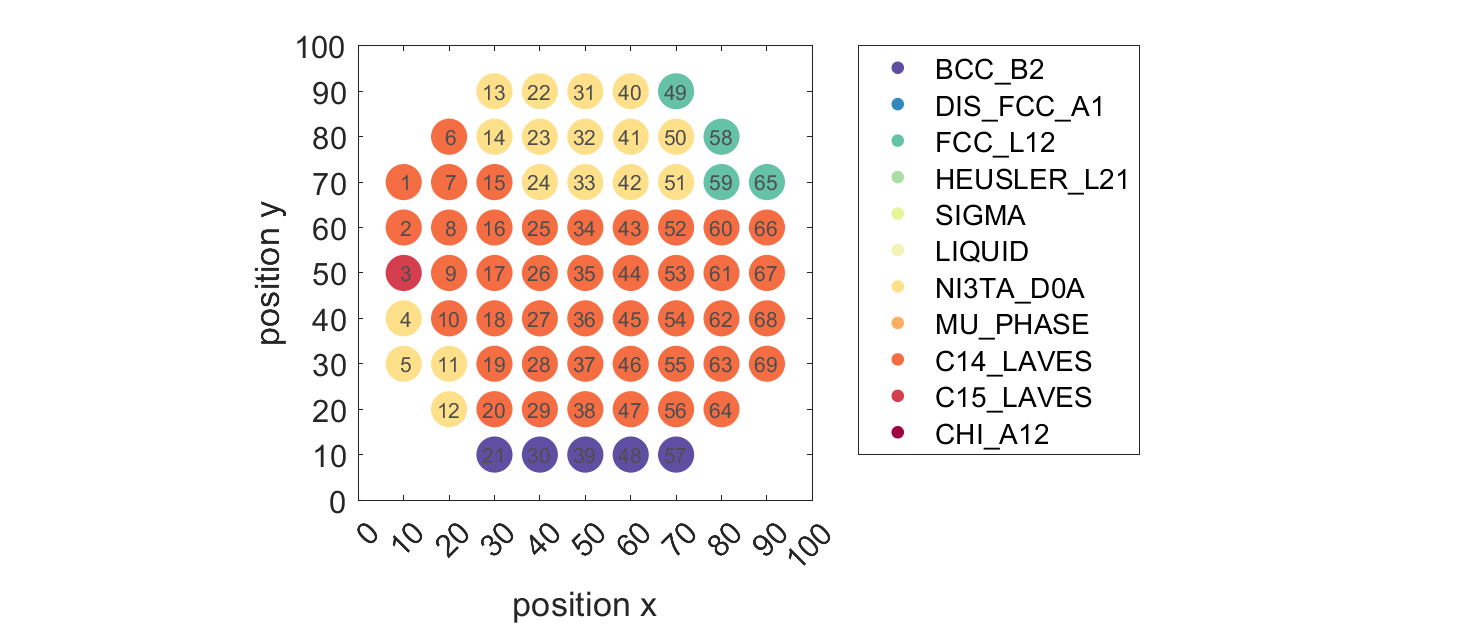 100
90
80
70
60
50
40
30
20
10
0
position y
13 22 31 40 49
6 14 23 32 41 50 58
1 7 15 24 33 42 51 59 65
2 8 16 25 34 43 52 60 66
3 9 17 26 35 44 53 61 67
4 10 18 27 36 45 54 62 68
5 11 19 28 37 46 55 63 69
12 20 29 38 47 56 64
21 30 39 48 57
0 10 20 30 40 50 60 70 80 90 100
position x
BCC_B2
DIS_FCC_A1
FCC_L12
HEUSLER_L21
SIGMA
LIQUID
NI3TA_D0A
MU_PHASE
C14_LAVES
C15_LAVES
CHI_A12